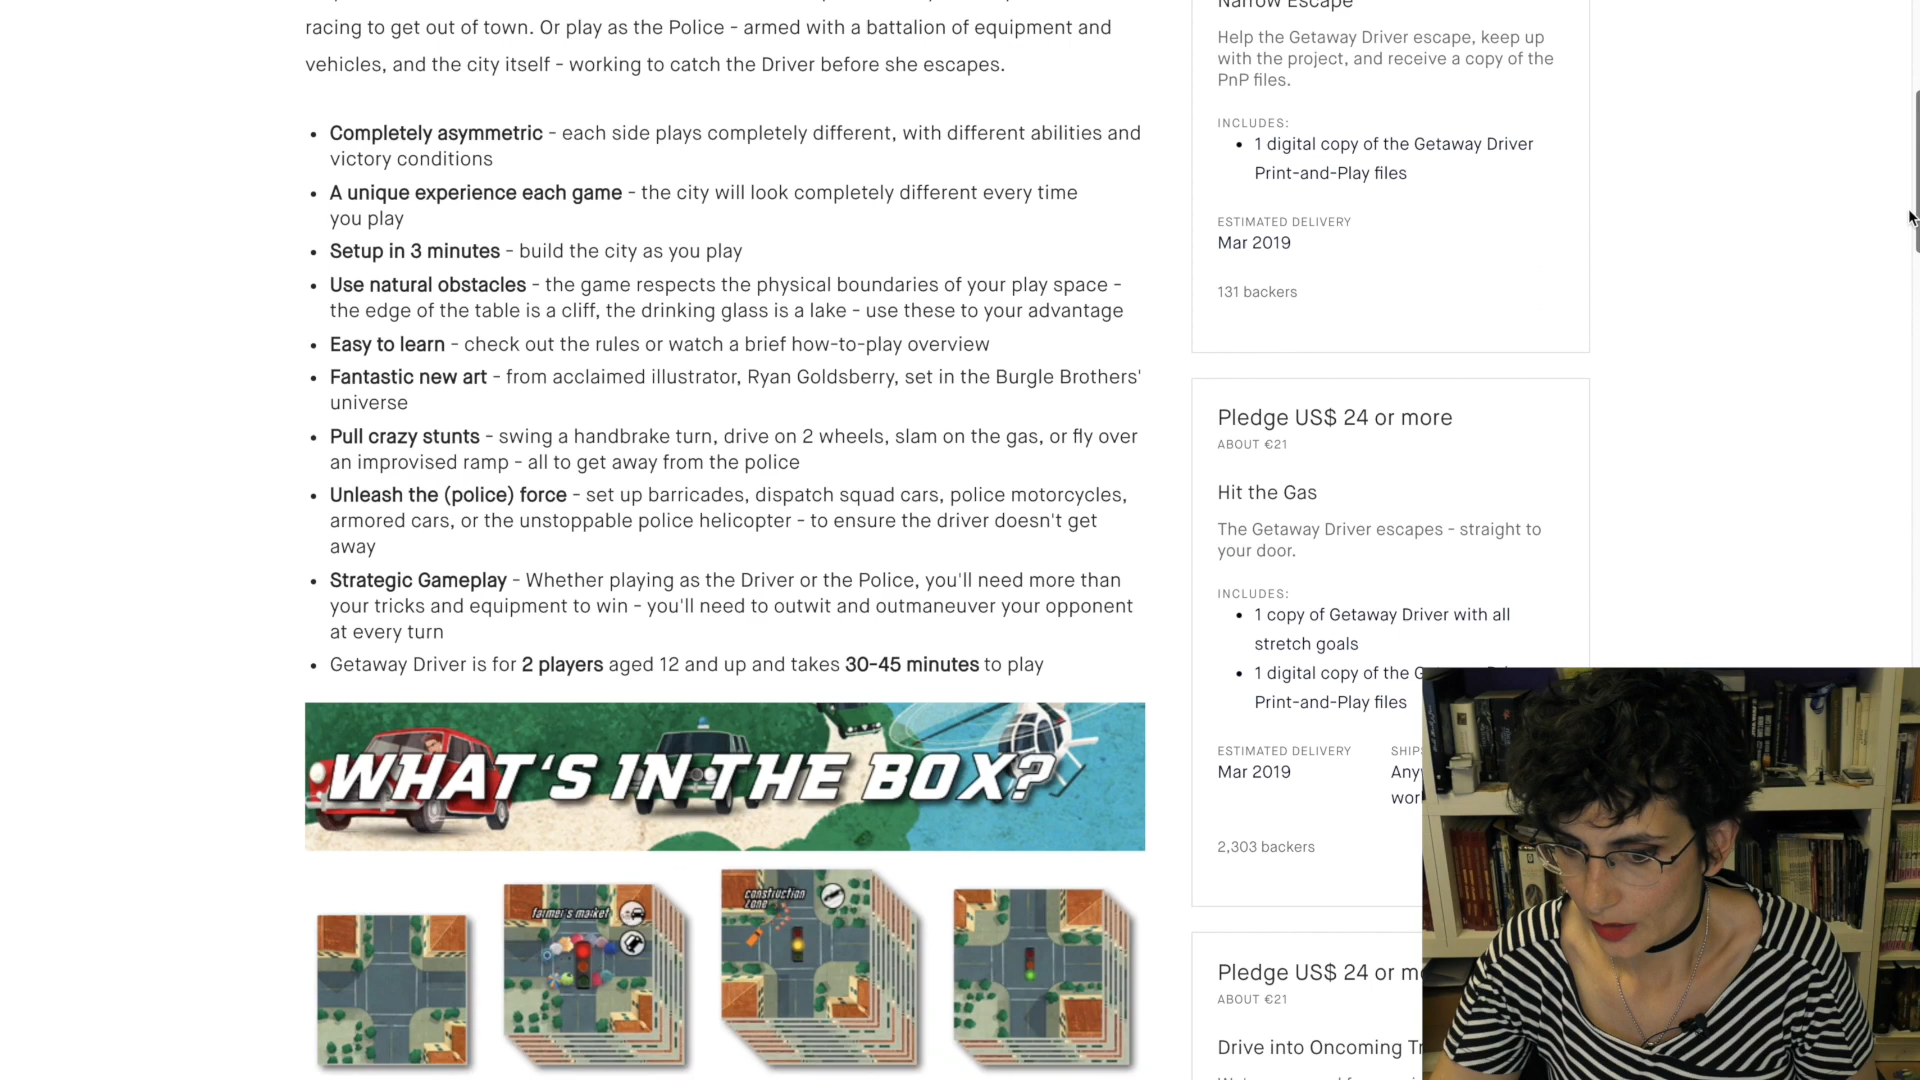 racing to get out of town. Or play as the Police - armed with a battalion of equipment and
vehicles, and the city itself - working to catch the Driver before she escapes.
Completely asymmetric - each side plays completely different, with different abilities and
victory conditions
A unique experience each game - the city will look completely different every time
you play
Setup in 3 minutes - build the city as you play
Use natural obstacles - the game respects the physical boundaries of your play space -
the edge of the table is a cliff, the drinking glass is a lake - use these to your advantage
Easy to learn - check out the rules or watch a brief how-to-play overview
Fantastic new art - from acclaimed illustrator, Ryan Goldsberry, set in the Burgle Brothers'
universe
Pull crazy stunts - swing a handbrake turn, drive on 2 wheels, slam on the gas, or fly over
an improvised ramp - all to get away from the police
Unleash the (police) force - set up barricades, dispatch squad cars, police motorcycles,
armored cars, or the unstoppable police helicopter - to ensure the driver doesn't get
away
Strategic Gameplay - Whether playing as the Driver or the Police, you'll need more than
your tricks and equipment to win - you'll need to outwit and outmaneuver your opponent
at every turn
Getaway Driver is for 2 players aged 12 and up and takes 30-45 minutes to play
WHAT'S IN THE BOX?
farmer's market
construction
zone
Narrow Escape
Help the Getaway Driver escape, keep up
with the project, and receive a copy of the
PnP files.
INCLUDES:
1 digital copy of the Getaway Driver
Print-and-Play files
ESTIMATED DELIVERY
Mar 2019
131 backers
Pledge US$ 24 or more
ABOUT €21
Hit the Gas
The Getaway Driver escapes - straight to
your door.
INCLUDES:
1 copy of Getaway Driver with all
stretch goals
1 digital copy of the G
Print-and-Play files
ESTIMATED DELIVERY SHIPS
Mar 2019 Any
wor
2,303 backers
Pledge US$ 24 or mo
ABOUT €21
Drive into Oncoming Tr